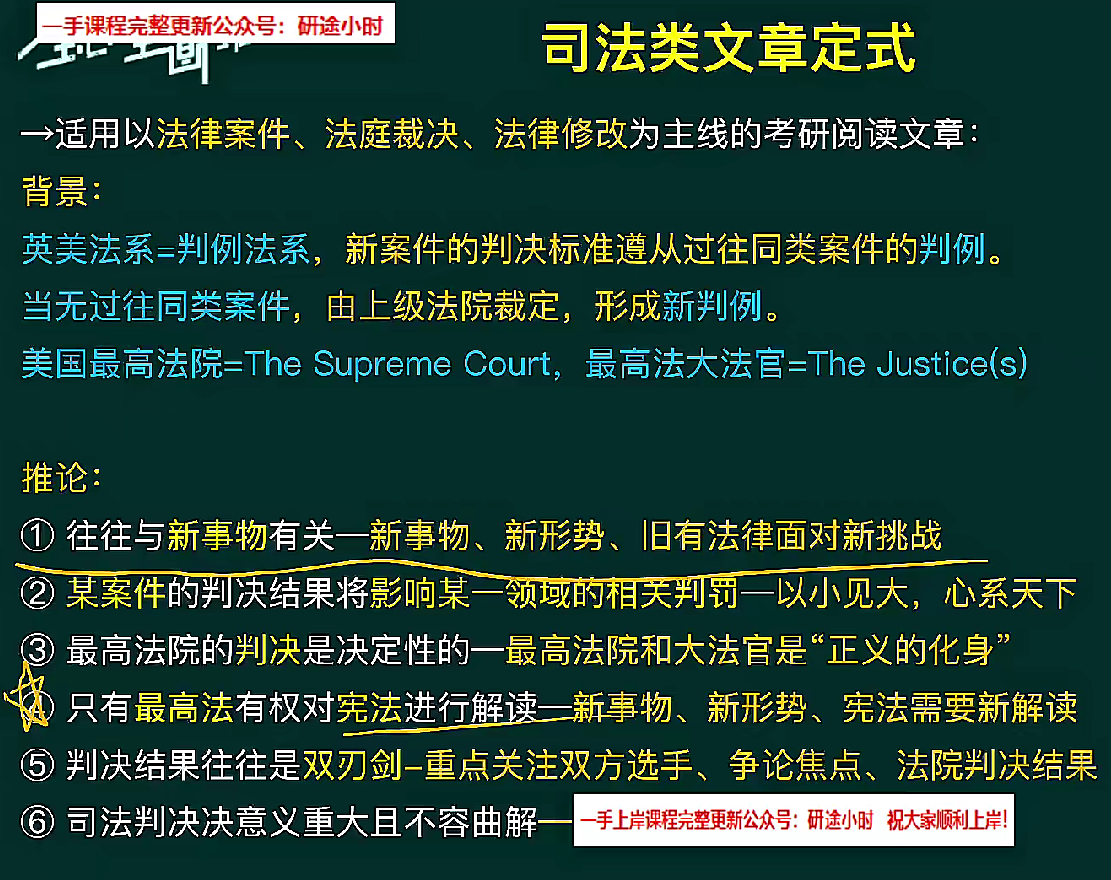 一手课程完整更新公众号：研途小时
司法类文章定式
→适用以法律案件、法庭裁决、法律修改为主线的考研阅读文章：
背景：
英美法系=判例法系，新案件的判决标准遵从过往同类案件的判例。
当无过往同类案件，由上级法院裁定，形成新判例。
美国最高法院=The Supreme Court，最高法大法官=The Justice(s)
推论：
① 往往与新事物有关—新事物、新形势、旧有法律面对新挑战
② 某案件的判决结果将影响某一领域的相关判罚—以小见大，心系天下
③ 最高法院的判决是决定性的—最高法院和大法官是“正义的化身”
④ 只有最高法有权对宪法进行解读—新事物、新形势、宪法需要新解读
⑤ 判决结果往往是双刃剑-重点关注双方选手、争论焦点、法院判决结果
⑥ 司法判决决意义重大且不容曲解—
一手上岸课程完整更新公众号：研途小时 祝大家顺利上岸！